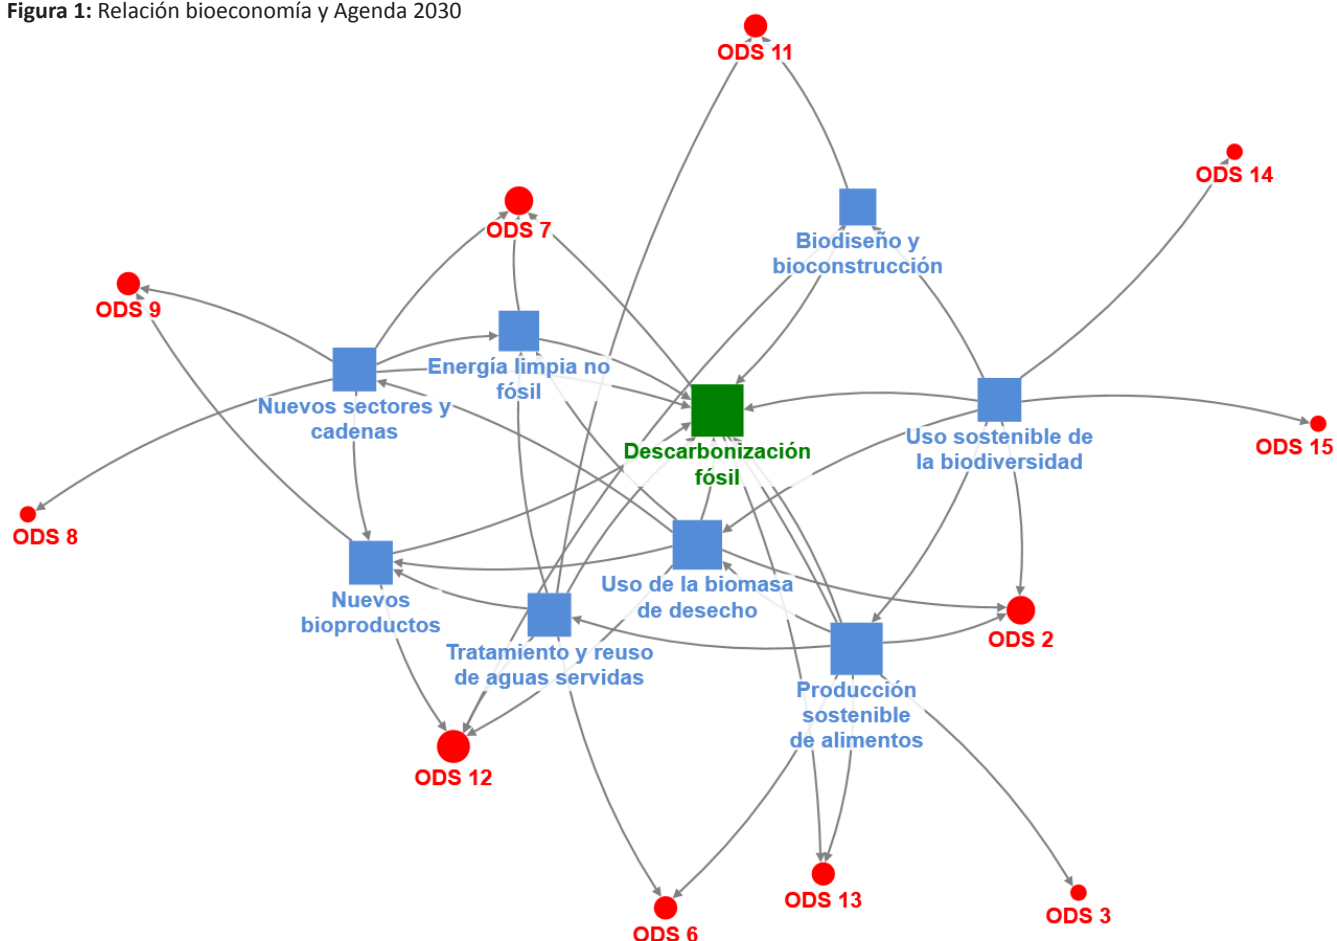 Figura 1: Relación bioeconomía y Agenda 2030
ODS 11
ODS 14
ODS 7
Biodiseño y
bioconstrucción
ODS 9
Energía limpia no
fósil
Nuevos sectores y
cadenas
Uso sostenible de
la biodiversidad
ODS 15
Descarbonización
fósil
ODS 8
Uso de la biomasa
de desecho
Nuevos
bioproductos
ODS 2
Tratamiento y reuso
de aguas servidas
Producción
sostenible
de alimentos
ODS 12
ODS 13
ODS 3
ODS 6